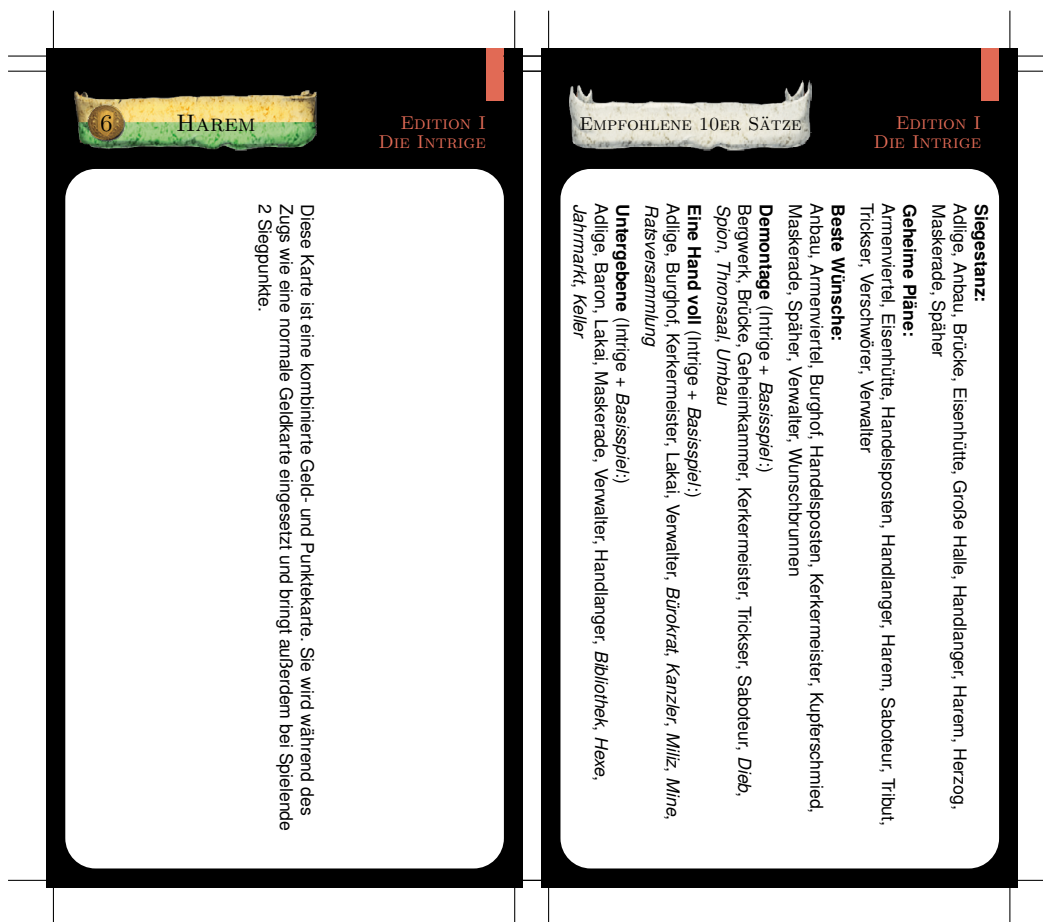 6
HAREM
EDITION I
DIE INTRIGE
Diese Karte ist eine kombinierte Geld- und Punktekarte. Sie wird während des
Zugs wie eine normale Geldkarte eingesetzt und bringt außerdem bei Spielende
2 Siegpunkte.
EMPFOHLENE 10ER SÄTZE
EDITION I
DIE INTRIGE
Siegestanz:
Adlige, Anbau, Brücke, Eisenhütte, Große Halle, Handlanger, Harem, Herzog,
Maskerade, Späher
Geheime Pläne:
Armenviertel, Eisenhütte, Handelsposten, Handlanger, Harem, Saboteur, Tribut,
Trickser, Verschwörer, Verwalter
Beste Wünsche:
Anbau, Armenviertel, Burghof, Handelsposten, Kerkermeister, Kupferschmied,
Maskerade, Späher, Verwalter, Wunschbrunnen
Demontage (Intrige + Basisspiel:)
Bergwerk, Brücke, Geheimkammer, Kerkermeister, Trickser, Saboteur, Dieb,
Spion, Thronsaal, Umbau
Eine Hand voll (Intrige + Basisspiel:)
Adlige, Burghof, Kerkermeister, Lakai, Verwalter, Bürokrat, Kanzler, Miliz, Mine,
Ratsversammlung
Untergebene (Intrige + Basisspiel:)
Adlige, Baron, Lakai, Maskerade, Verwalter, Handlanger, Bibliothek, Hexe,
Jahrmarkt, Keller